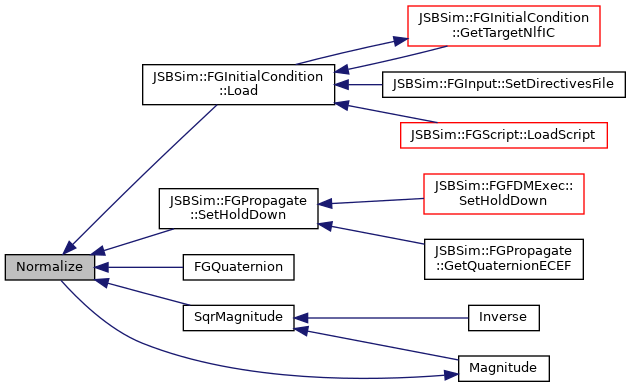 JSBSim::FGInitialCondition
::GetTargetNlfIC
JSBSim::FGInitialCondition
::Load
JSBSim::FGInput::SetDirectivesFile
JSBSim::FGScript::LoadScript
JSBSim::FGPropagate
::SetHoldDown
JSBSim::FGFDMExec::
SetHoldDown
JSBSim::FGPropagate
::GetQuaternionECEF
Normalize
FGQuaternion
SqrMagnitude
Inverse
Magnitude